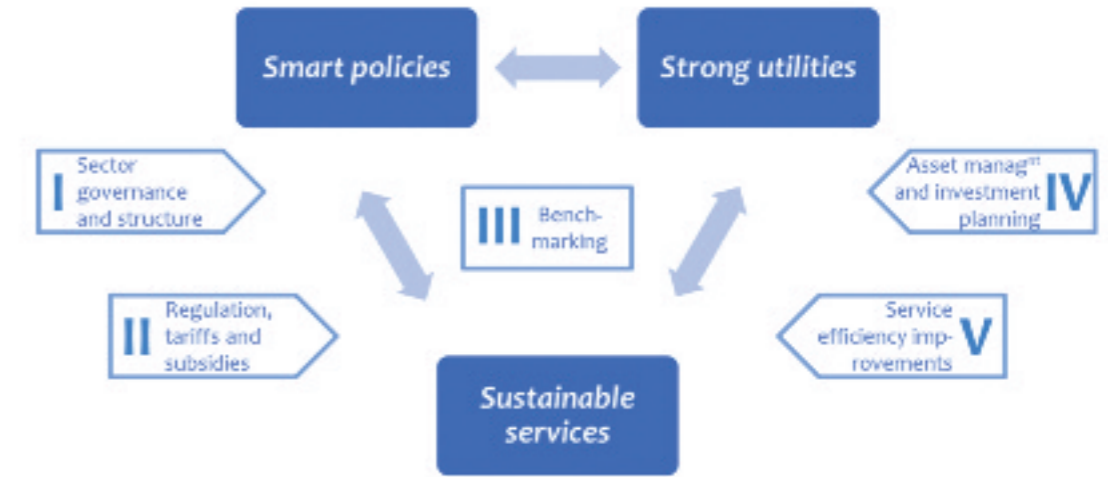 Smart policies
Strong utilities
I
Sector
governance
and structure
III
Bench-
marking
Asset managnt
and investment
planning
IV
II
Regulation,
tariffs and
subsidies
Service
efficiency imp-
rovements
V
Sustainable
services